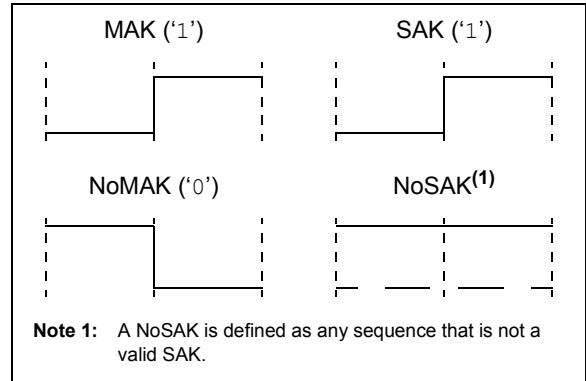 MAK (‘1’) SAK (‘1’)
NoMAK (‘0’) NoSAK(1)
Note 1: A NoSAK is defined as any sequence that is not a
valid SAK.